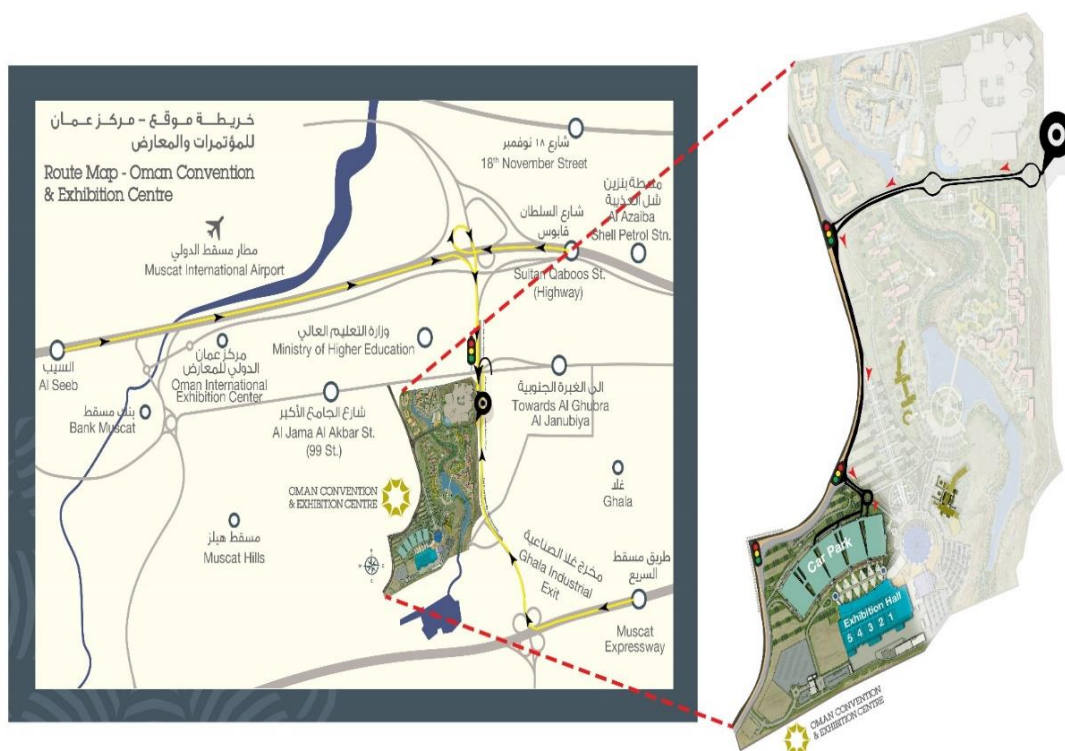 خريطة موقع - مركز عمان
للمؤتمرات والمعارض
Route Map - Oman Convention
& Exhibition Centre
شارع ١٨ نوفمبر
18th November Street
محطة بنزين
شل العذيبة
Al Azaiba
Shell Petrol Stn.
شارع السلطان
قابوس
Sultan Qaboos St.
(Highway)
مطار مسقط الدولي
Muscat International Airport
وزارة التعليم العالي
Ministry of Higher Education
السيب
Al Seeb
مركز عمان
الدولي للمعارض
Oman International
Exhibition Center
بنك مسقط
Bank Muscat
شارع الجامع الأكبر
Al Jama Al Akbar St.
(99 St.)
الى الغبرة الجنوبية
Towards Al Ghubra
Al Janubiya
OMAN CONVENTION
& EXHIBITION CENTRE
غلا
Ghala
مسقط هيلز
Muscat Hills
مخرج غلا الصناعية
Ghala Industrial
Exit
طريق مسقط
السريع
Muscat
Expressway
Car Park
Exhibition Hall
5 4 3 2 1
OMAN CONVENTION
& EXHIBITION CENTRE